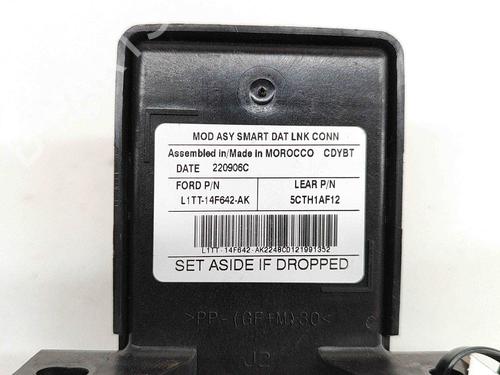 MOD ASY SMART DAT LNK CONN
Assembled in/Made in MOROCCO CDYBT
DATE 220906C
FORD P/N LEAR P/N
L1TT-14F642-AK 5CTH1AF12
L1TT-14F642-AK2248CD121991352
SET ASIDE IF DROPPED
>PP-(GF+M)30<